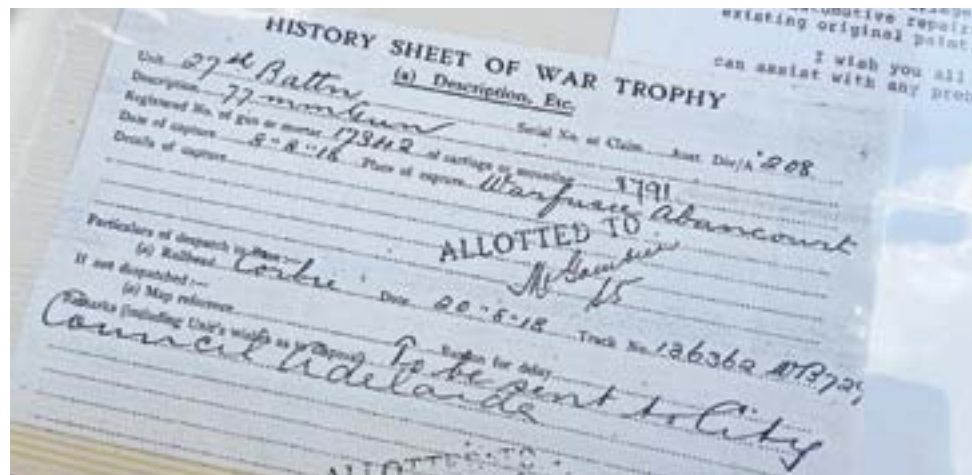 existing original paint
I wish you all
can assist with any prob
HISTORY SHEET OF WAR TROPHY
(a) Description, Etc.
Unit 27th Battn Serial No. of Claim Aust. Div/A 208
Description 77 mm Gun
Registered No. of gun or mortar 17342 of carriage or mounting 8791
Date of capture 8-8-18 Place of capture Warfusee Abancourt
Details of capture
ALLOTTED TO
Mt Gambier
Particulars of despatch to
(a) Railhead Corbie Date 20-8-18 Truck No. 126362
If not despatched :—
(a) Map reference Reason for delay
Remarks (including Unit's wishes as to disposal) To be sent to City
Council Adelaide
ALLOTTED TO